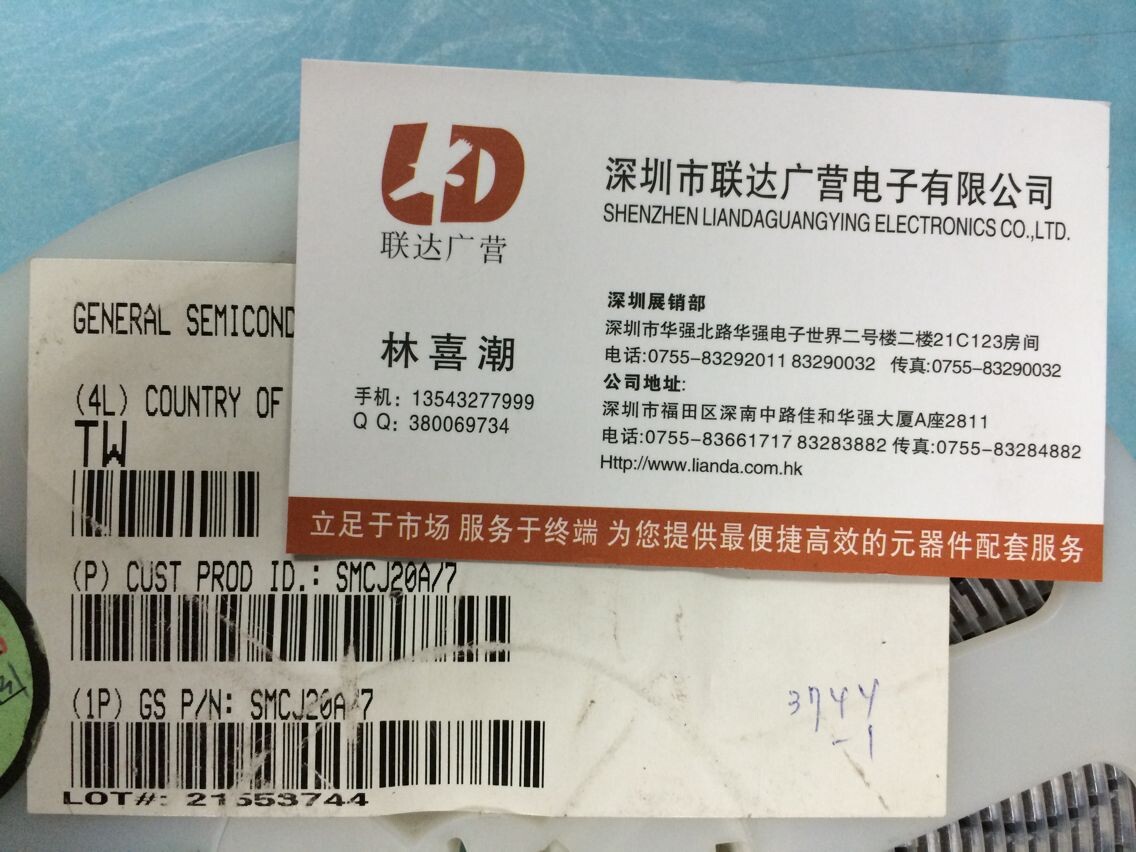 联达广营
深圳市联达广营电子有限公司
SHENZHEN LIANDAGUANGYING ELECTRONICS CO.,LTD.
林喜潮
手机：13543277999
Q Q：380069734
深圳展销部
深圳市华强北路华强电子世界二号楼二楼21C123房间
电话:0755-83292011 83290032 传真:0755-83290032
公司地址:
深圳市福田区深南中路佳和华强大厦A座2811
电话:0755-83661717 83283882 传真:0755-83284882
Http://www.lianda.com.hk
立足于市场 服务于终端 为您提供最便捷高效的元器件配套服务
GENERAL SEMICOND
(4L) COUNTRY OF
TW
(P) CUST PROD ID.: SMCJ20A/7
(1P) GS P/N: SMCJ20A/7
LOT#: 21553744
3744
-1